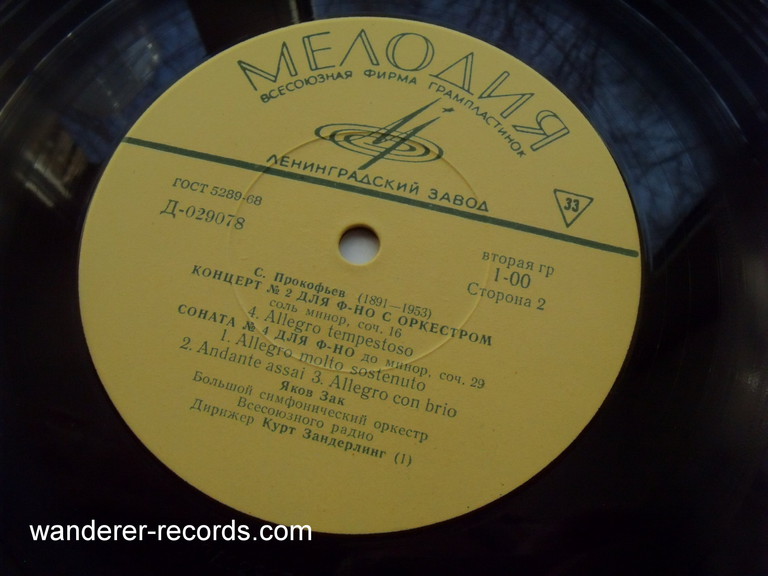 МЕЛОДИЯ
ВСЕСОЮЗНАЯ ФИРМА ГРАМПЛАСТИНОК
ЛЕНИНГРАДСКИЙ ЗАВОД
33
ГОСТ 5289-68
Д-029078
вторая гр
1-00
Сторона 2
С. Прокофьев (1891—1953)
КОНЦЕРТ № 2 ДЛЯ Ф-НО С ОРКЕСТРОМ
соль минор, соч. 16
4. Allegro tempestoso
СОНАТА № 4 ДЛЯ Ф-НО до минор, соч. 29
1. Allegro molto sostenuto
2. Andante assai 3. Allegro con brio
Яков Зак
Большой симфонический оркестр
Всесоюзного радио
Дирижер Курт Зандерлинг (1)
wanderer-records.com